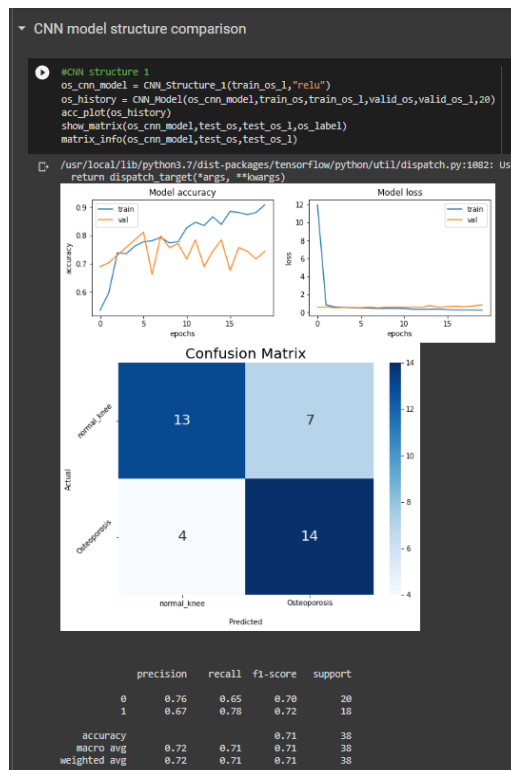 CNN model structure comparison
#CNN structure 1
os_cnn_model = CNN_Structure_1(train_os_l,"relu")
os_history = CNN_Model(os_cnn_model,train_os,train_os_l,valid_os,valid_os_l,20)
acc_plot(os_history)
show_matrix(os_cnn_model,test_os,test_os_l,os_label)
matrix_info(os_cnn_model,test_os,test_os_l)
/usr/local/lib/python3.7/dist-packages/tensorflow/python/util/dispatch.py:1082: Us
return dispatch_target(*args, **kwargs)
Model accuracy
train
val
0.9
0.8
0.7
0.6
accuracy
0 5 10 15
epochs
Model loss
train
val
12
10
8
6
4
2
0
loss
0 5 10 15
epochs
Confusion Matrix
normal_knee 13 7
Osteoporosis 4 14
Actual
normal_knee Osteoporosis
Predicted
14
12
10
8
6
4
precision recall f1-score support
0 0.76 0.65 0.70 20
1 0.67 0.78 0.72 18
accuracy 0.71 38
macro avg 0.72 0.71 0.71 38
weighted avg 0.72 0.71 0.71 38